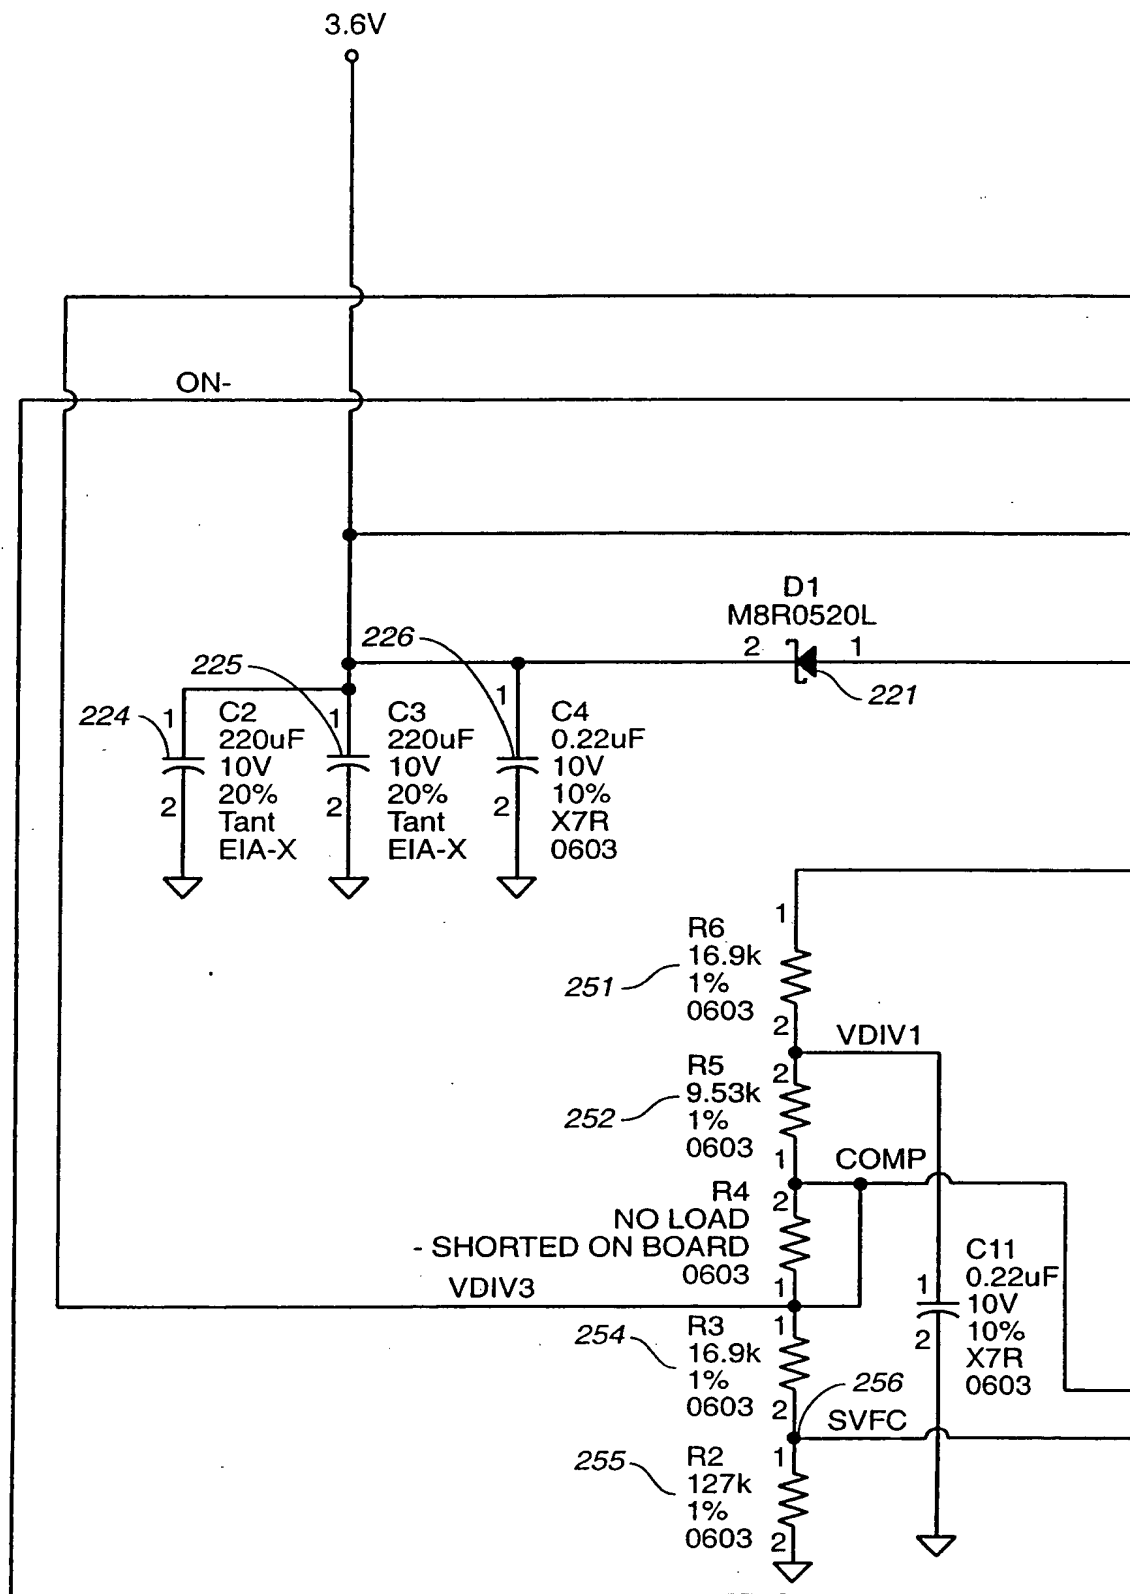 3.6V
ON-
D1
M8R0520L
2
1
221
226
225
224
1
C2
220uF
10V
20%
Tant
EIA-X
2
1
C3
220uF
10V
20%
Tant
EIA-X
2
1
C4
0.22uF
10V
10%
X7R
0603
2
1
R6
16.9k
1%
0603
251
2
VDIV1
R5
9.53k
1%
0603
252
2
1
COMP
R4
NO LOAD
- SHORTED ON BOARD
0603
2
1
VDIV3
C11
0.22uF
10V
10%
X7R
0603
1
2
254
R3
16.9k
1%
0603
1
2
256
SVFC
255
R2
127k
1%
0603
1
2